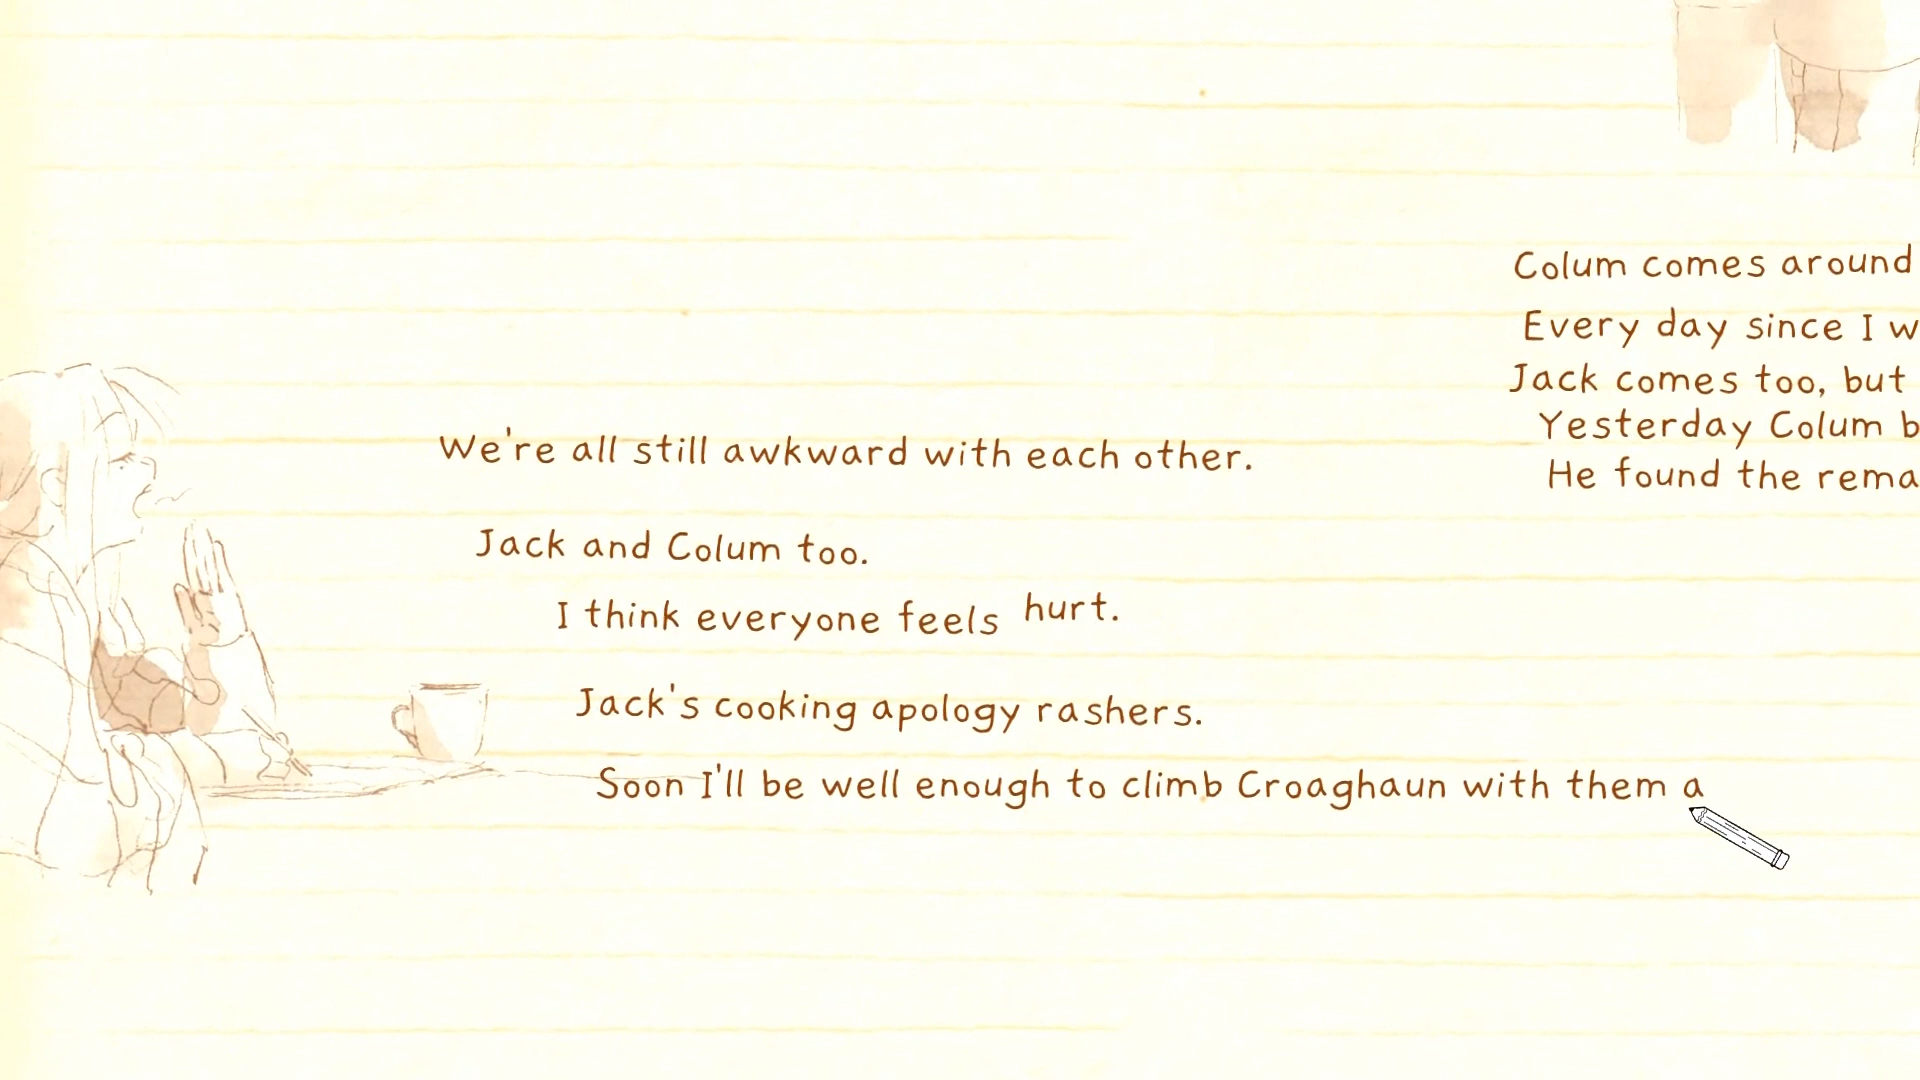 We're all still awkward with each other.
Jack and Colum too.
I think everyone feels hurt.
Jack's cooking apology rashers.
Soon I'll be well enough to climb Croaghaun with them a
Colum comes around
Every day since I w
Jack comes too, but
Yesterday Colum b
He found the rema